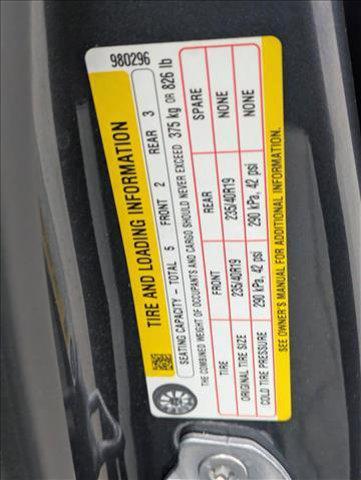 980296
TIRE AND LOADING INFORMATION
SEATING CAPACITY - TOTAL 5 FRONT 2 REAR 3
THE COMBINED WEIGHT OF OCCUPANTS AND CARGO SHOULD NEVER EXCEED 375 kg OR 826 lb
TIRE FRONT REAR SPARE
ORIGINAL TIRE SIZE 235/40R19 235/40R19 NONE
COLD TIRE PRESSURE 290 kPa, 42 psi 290 kPa, 42 psi NONE
SEE OWNER'S MANUAL FOR ADDITIONAL INFORMATION.